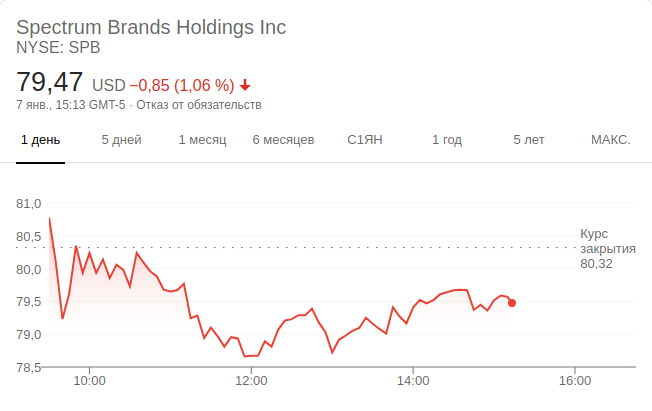 Spectrum Brands Holdings Inc
NYSE: SPB
79,47 USD −0,85 (1,06 %)
7 янв., 15:13 GMT-5 · Отказ от обязательств
1 день 5 дней 1 месяц 6 месяцев С1ЯН 1 год 5 лет МАКС.
81,0
80,5
Курс
закрытия
80,32
80,0
79,5
79,0
78,5
10:00 12:00 14:00 16:00